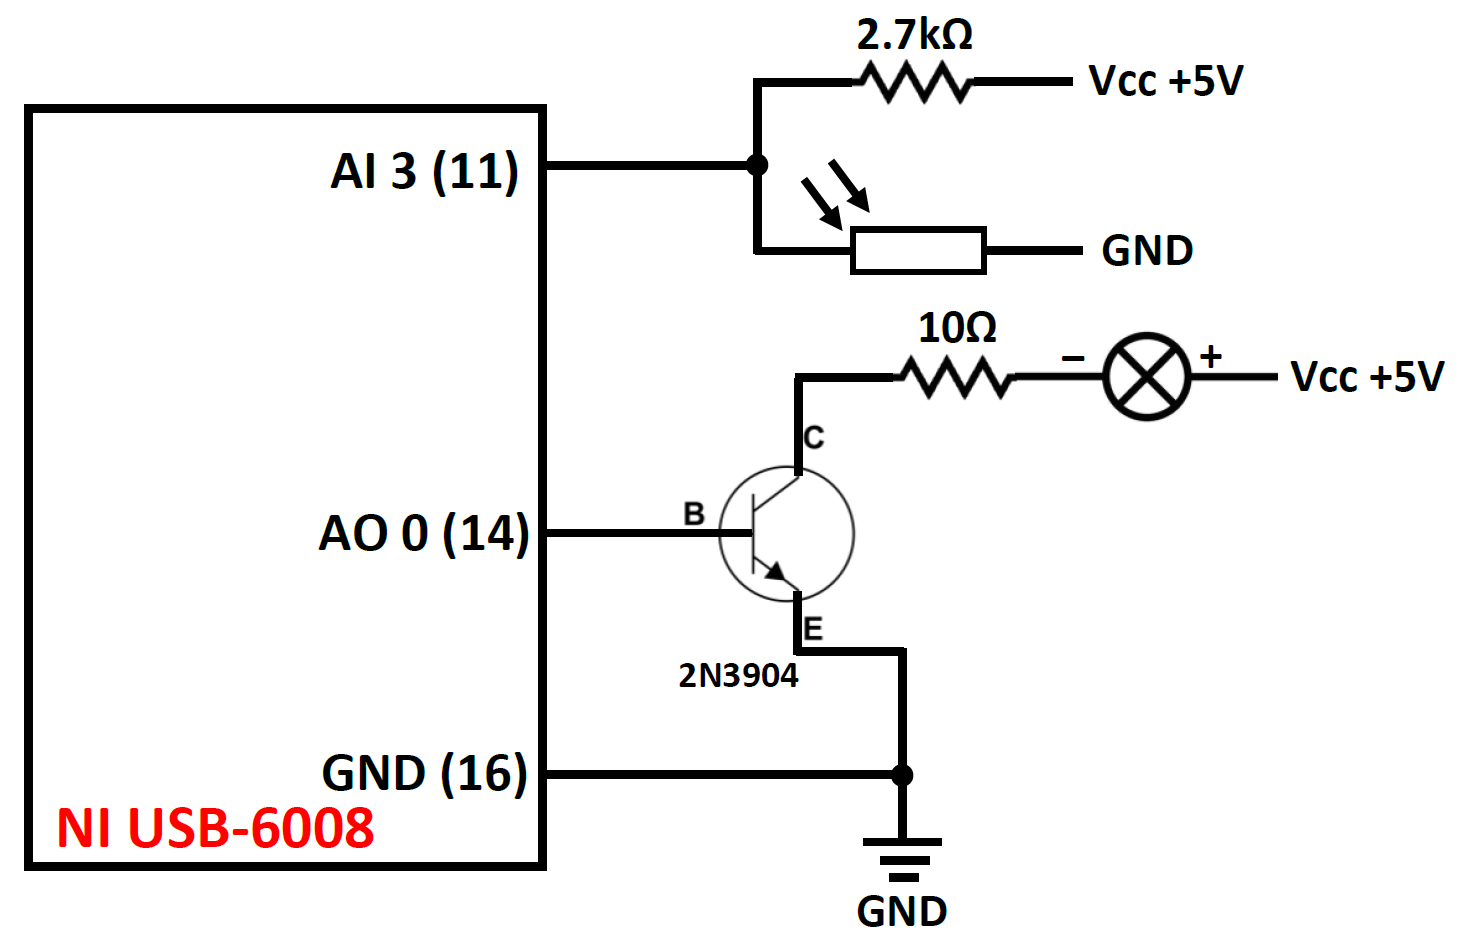 2.7kΩ
Vcc +5V
AI 3 (11)
GND
10Ω
– +
Vcc +5V
C
B
AO 0 (14)
E
2N3904
GND (16)
NI USB-6008
GND